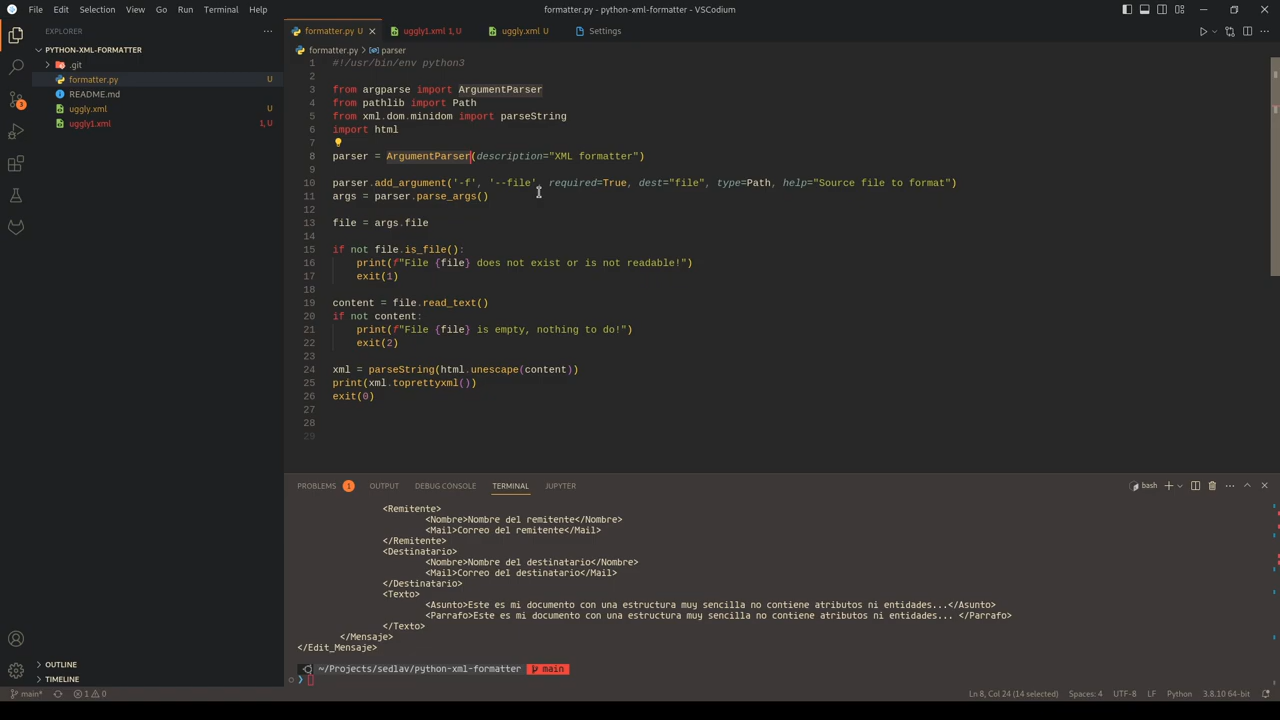 File Edit Selection View Go Run Terminal Help
formatter.py - python-xml-formatter - VSCodium
EXPLORER
PYTHON-XML-FORMATTER
.git
formatter.py U
README.md
uggly.xml U
uggly1.xml 1, U
OUTLINE
TIMELINE
3
formatter.py U
uggly1.xml 1, U
uggly.xml U
Settings
formatter.py > parser
1 #!/usr/bin/env python3
2
3 from argparse import ArgumentParser
4 from pathlib import Path
5 from xml.dom.minidom import parseString
6 import html
7
8 parser = ArgumentParser(description="XML formatter")
9
10 parser.add_argument('-f', '--file', required=True, dest="file", type=Path, help="Source file to format")
11 args = parser.parse_args()
12
13 file = args.file
14
15 if not file.is_file():
16 print(f"File {file} does not exist or is not readable!")
17 exit(1)
18
19 content = file.read_text()
20 if not content:
21 print(f"File {file} is empty, nothing to do!")
22 exit(2)
23
24 xml = parseString(html.unescape(content))
25 print(xml.toprettyxml())
26 exit(0)
27
28
29
PROBLEMS 1 OUTPUT DEBUG CONSOLE TERMINAL JUPYTER
bash
<Remitente>
<Nombre>Nombre del remitente</Nombre>
<Mail>Correo del remitente</Mail>
</Remitente>
<Destinatario>
<Nombre>Nombre del destinatario</Nombre>
<Mail>Correo del destinatario</Mail>
</Destinatario>
<Texto>
<Asunto>Este es mi documento con una estructura muy sencilla no contiene atributos ni entidades...</Asunto>
<Parrafo>Este es mi documento con una estructura muy sencilla no contiene atributos ni entidades... </Parrafo>
</Texto>
</Mensaje>
</Edit_Mensaje>
~/Projects/sedlav/python-xml-formatter main
❯
main* 1 0
Ln 8, Col 24 (14 selected) Spaces: 4 UTF-8 LF Python 3.8.10 64-bit